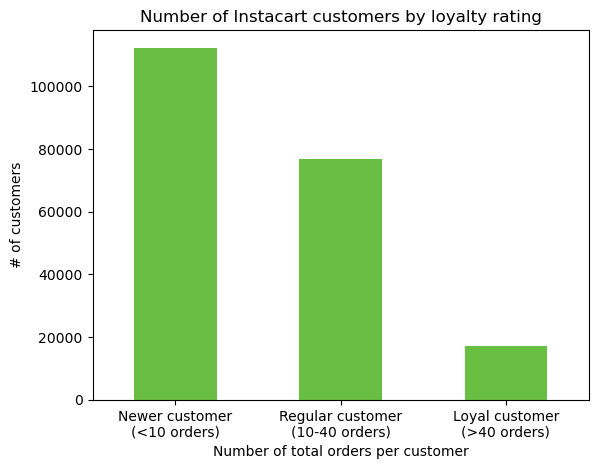 Number of Instacart customers by loyalty rating
# of customers
100000
80000
60000
40000
20000
0
Newer customer
(<10 orders)
Regular customer
(10-40 orders)
Loyal customer
(>40 orders)
Number of total orders per customer